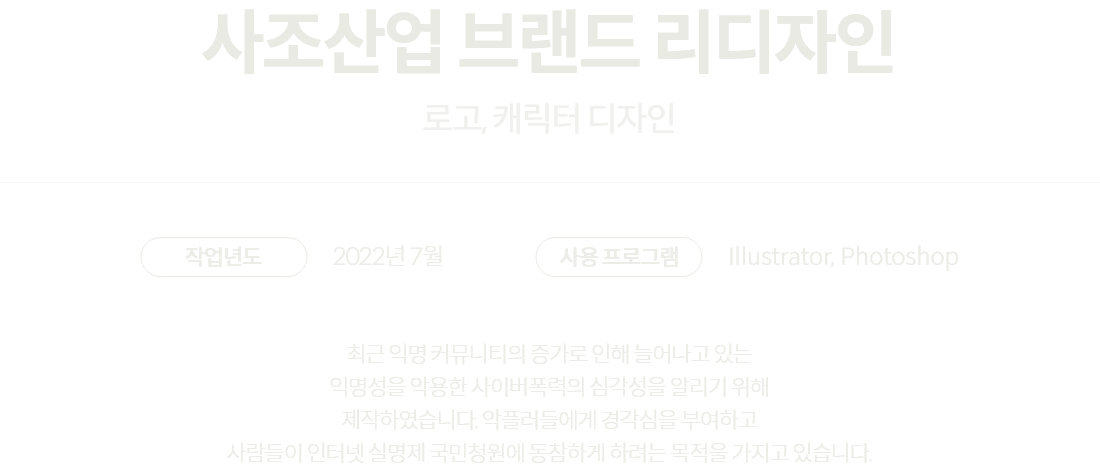 사조산업 브랜드 리디자인
로고, 캐릭터 디자인
작업년도 2022년 7월 사용 프로그램 Illustrator, Photoshop
최근 익명 커뮤니티의 증가로 인해 늘어나고 있는
익명성을 악용한 사이버폭력의 심각성을 알리기 위해
제작하였습니다. 악플러들에게 경각심을 부여하고
사람들이 인터넷 실명제 국민청원에 동참하게 하려는 목적을 가지고 있습니다.